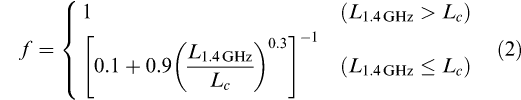 f = { 1 (L_{1.4 GHz} > L_c)
[0.1 + 0.9 (L_{1.4 GHz} / L_c)^{0.3}]^{-1} (L_{1.4 GHz} ≤ L_c) (2)